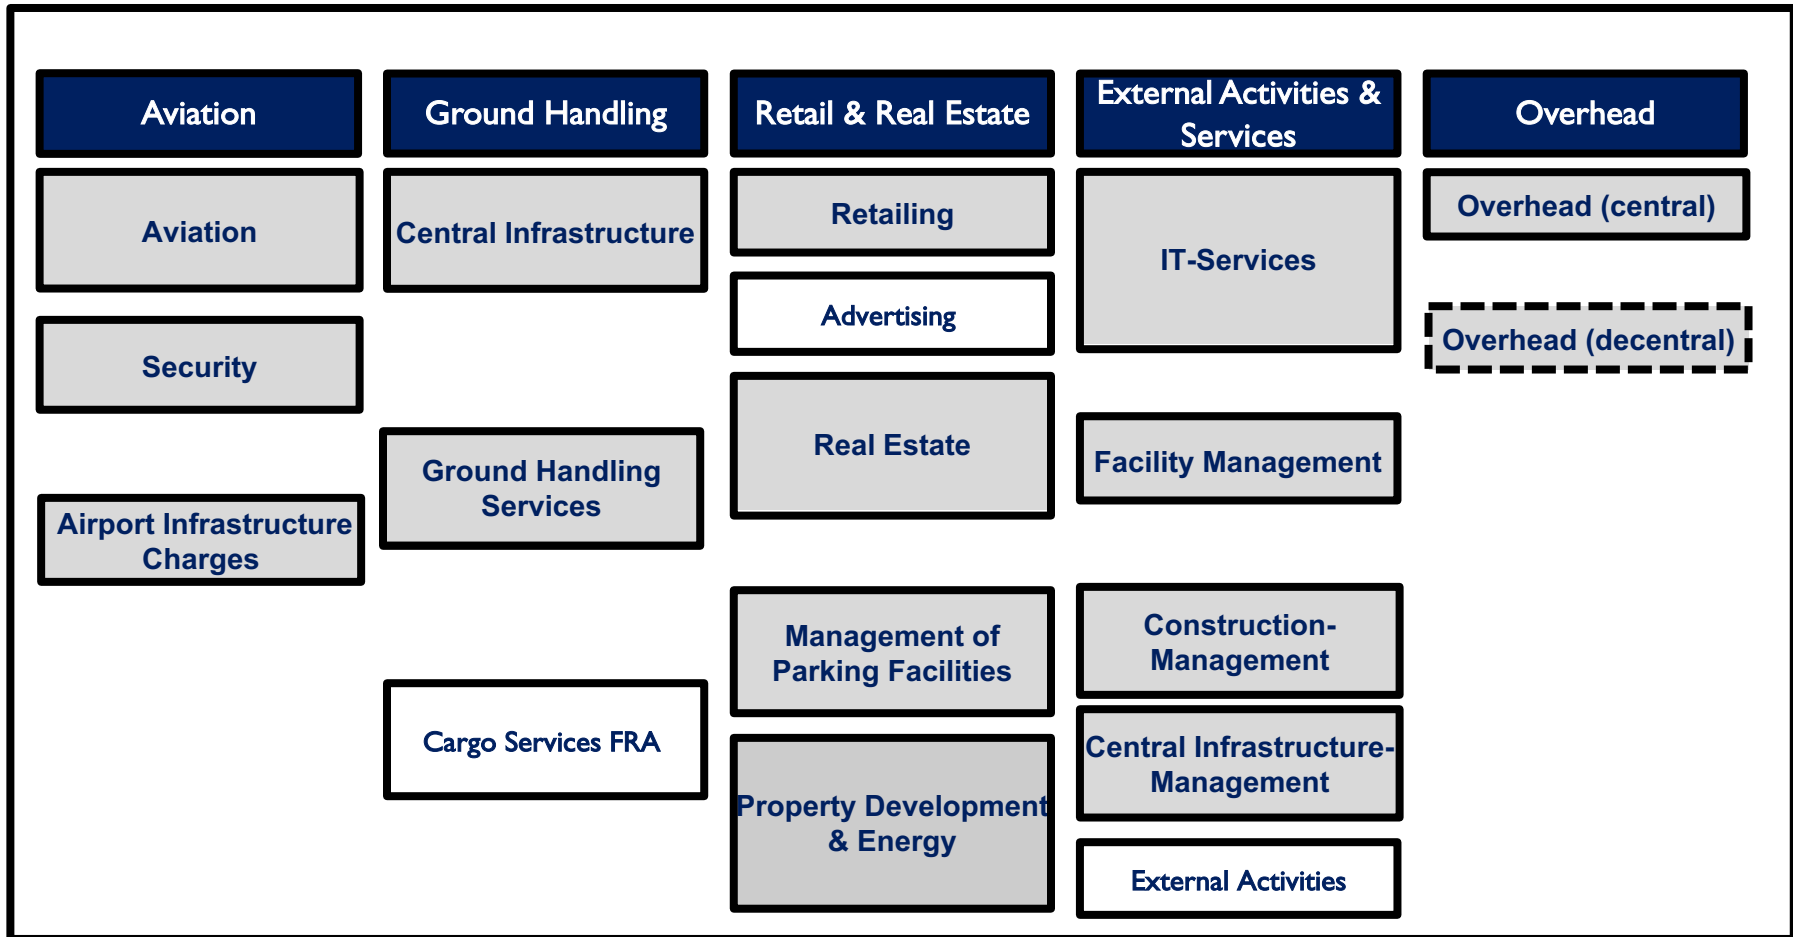 Aviation
Ground Handling
Retail & Real Estate
External Activities &
Services
Overhead
Aviation
Security
Airport Infrastructure
Charges
Central Infrastructure
Ground Handling
Services
Cargo Services FRA
Retailing
Advertising
Real Estate
Management of
Parking Facilities
Property Development
& Energy
IT-Services
Facility Management
Construction-
Management
Central Infrastructure-
Management
External Activities
Overhead (central)
Overhead (decentral)